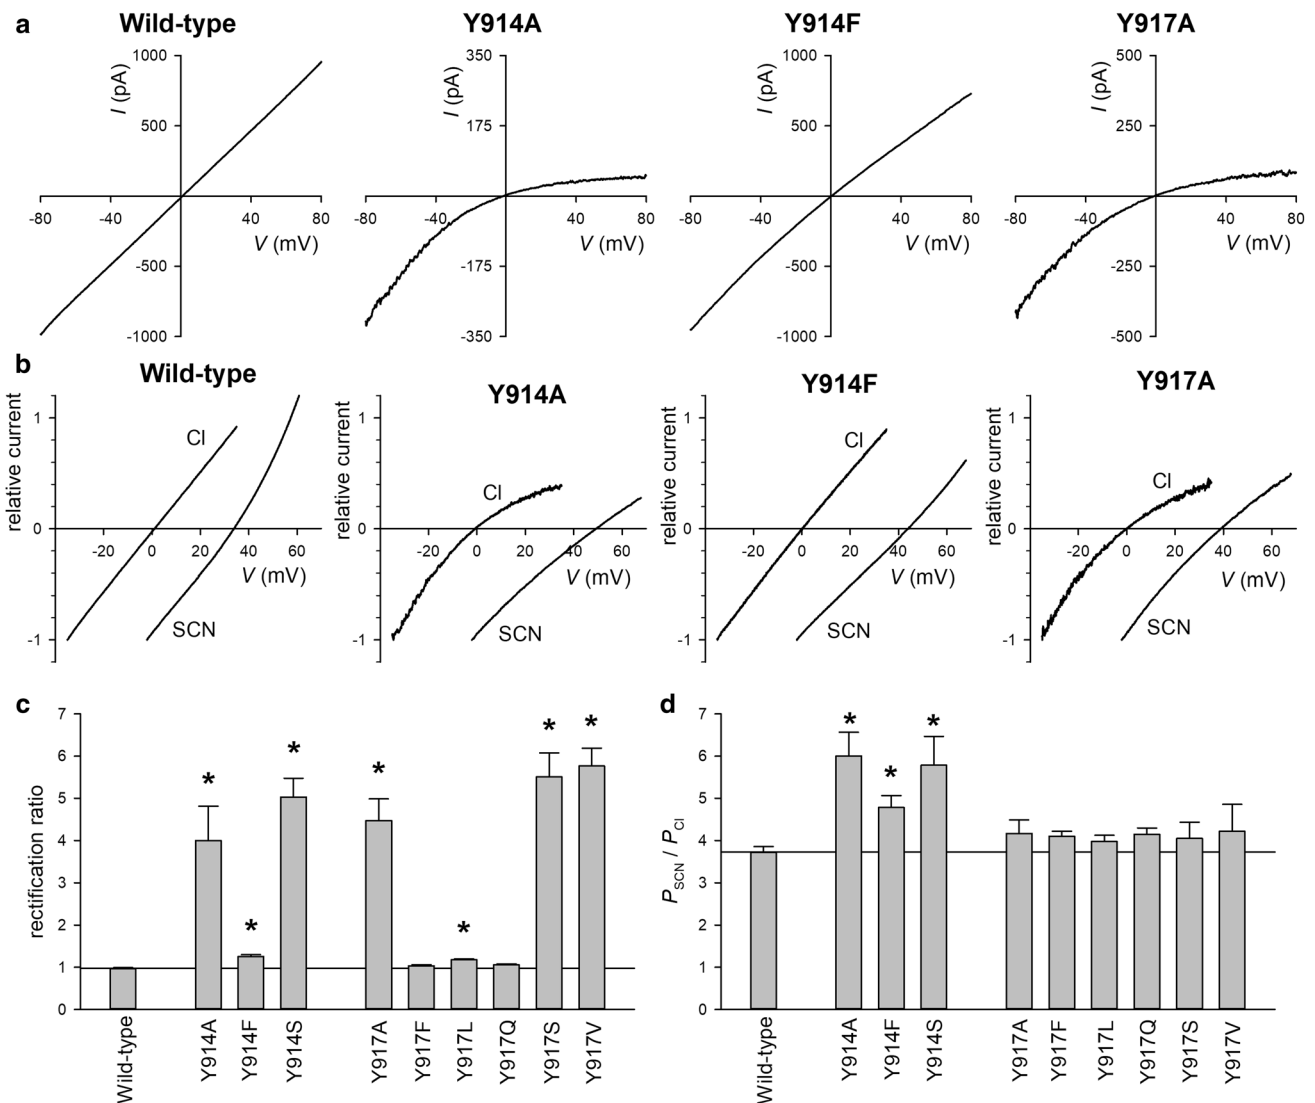 a
Wild-type
Y914A
Y914F
Y917A
I (pA)
1000
500
-500
-1000
-80 -40 40 80
V (mV)
I (pA)
350
175
-175
-350
-80 -40 40 80
V (mV)
I (pA)
1000
500
-500
-1000
-80 -40 40 80
V (mV)
I (pA)
500
250
-250
-500
-80 -40 40 80
V (mV)
b
Wild-type
Y914A
Y914F
Y917A
relative current
1
0
-1
-20 0 20 40 60
V (mV)
Cl
SCN
relative current
1
0
-1
-20 0 20 40 60
V (mV)
Cl
SCN
relative current
1
0
-1
-20 0 20 40 60
V (mV)
Cl
SCN
relative current
1
0
-1
-20 0 20 40 60
V (mV)
Cl
SCN
c
rectification ratio
7
6
5
4
3
2
1
0
* * * * * * *
Wild-type
Y914A
Y914F
Y914S
Y917A
Y917F
Y917L
Y917Q
Y917S
Y917V
d
PSCN / PCl
7
6
5
4
3
2
1
0
* * *
Wild-type
Y914A
Y914F
Y914S
Y917A
Y917F
Y917L
Y917Q
Y917S
Y917V